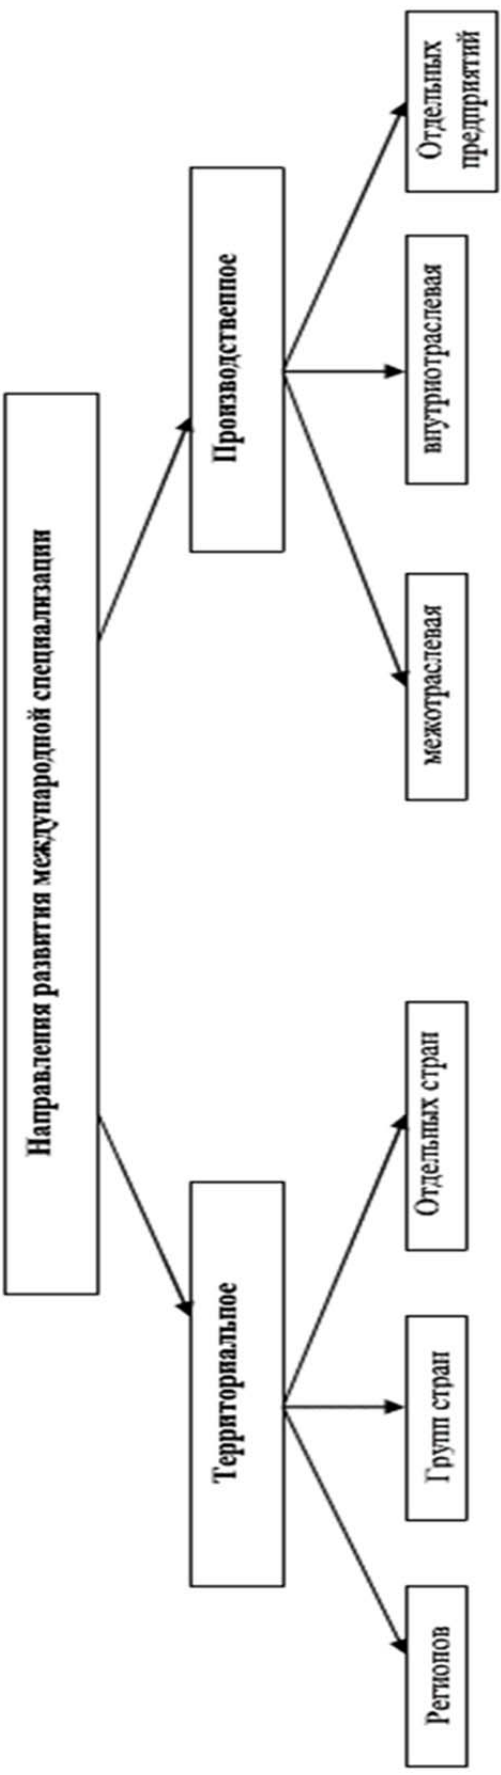 Направления развития международной специализации
Территориальное
Производственное
Регионов
Групп стран
Отдельных стран
межотраслевая
внутриотраслевая
Отдельных
предприятий